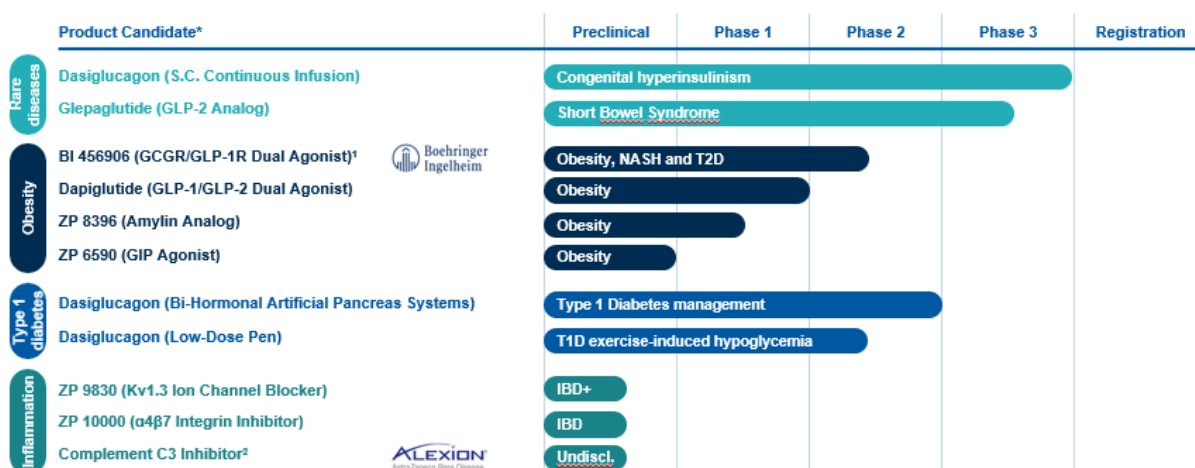 Product Candidate* Preclinical Phase 1 Phase 2 Phase 3 Registration
Rare diseases
Dasiglucagon (S.C. Continuous Infusion) Congenital hyperinsulinism
Glepaglutide (GLP-2 Analog) Short Bowel Syndrome
Obesity
BI 456906 (GCGR/GLP-1R Dual Agonist)¹ Boehringer Ingelheim Obesity, NASH and T2D
Dapiglutide (GLP-1/GLP-2 Dual Agonist) Obesity
ZP 8396 (Amylin Analog) Obesity
ZP 6590 (GIP Agonist) Obesity
Type 1 diabetes
Dasiglucagon (Bi-Hormonal Artificial Pancreas Systems) Type 1 Diabetes management
Dasiglucagon (Low-Dose Pen) T1D exercise-induced hypoglycemia
Inflammation
ZP 9830 (Kv1.3 Ion Channel Blocker) IBD+
ZP 10000 (α4β7 Integrin Inhibitor) IBD
Complement C3 Inhibitor² ALEXION Undiscl.
AstraZeneca Rare Disease